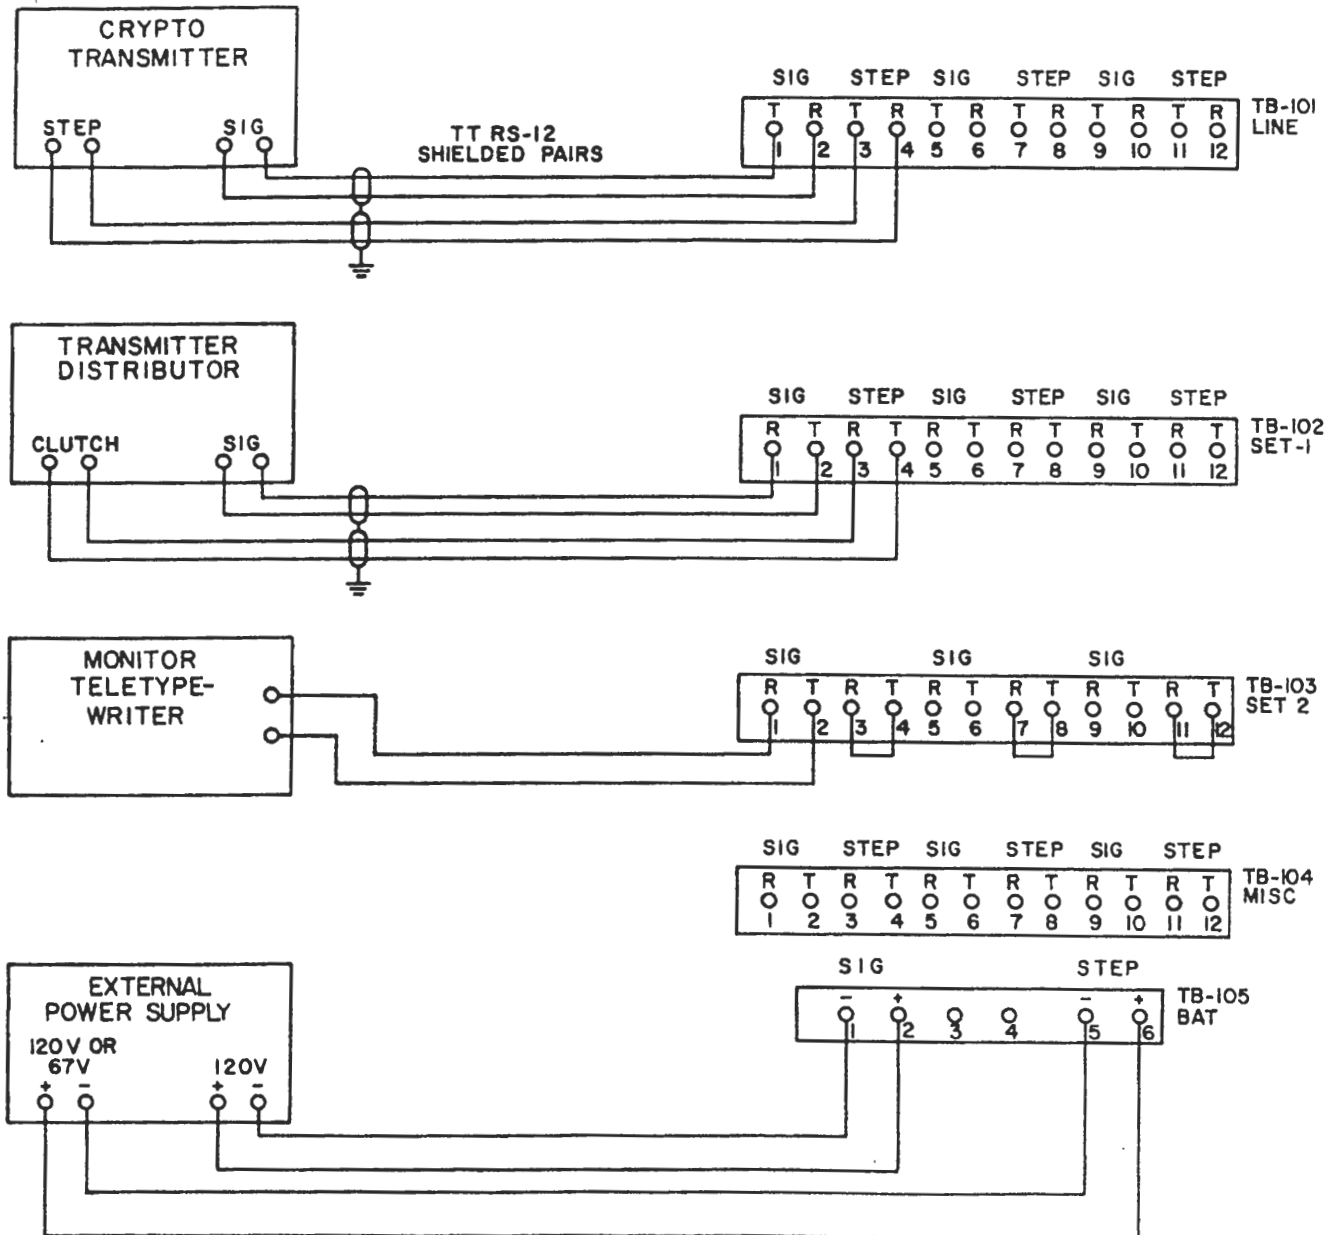 CRYPTO
TRANSMITTER
STEP SIG
TT RS-12
SHIELDED PAIRS
SIG STEP SIG STEP SIG STEP
T R T R T R T R T R T R
1 2 3 4 5 6 7 8 9 10 11 12
TB-101
LINE
TRANSMITTER
DISTRIBUTOR
CLUTCH SIG
SIG STEP SIG STEP SIG STEP
R T R T R T R T R T R T
1 2 3 4 5 6 7 8 9 10 11 12
TB-102
SET-1
MONITOR
TELETYPE-
WRITER
SIG SIG SIG
R T R T R T R T R T R T
1 2 3 4 5 6 7 8 9 10 11 12
TB-103
SET 2
SIG STEP SIG STEP SIG STEP
R T R T R T R T R T R T
1 2 3 4 5 6 7 8 9 10 11 12
TB-104
MISC
EXTERNAL
POWER SUPPLY
120V OR
67V 120V
+ - + -
SIG STEP
- + - +
1 2 3 4 5 6
TB-105
BAT